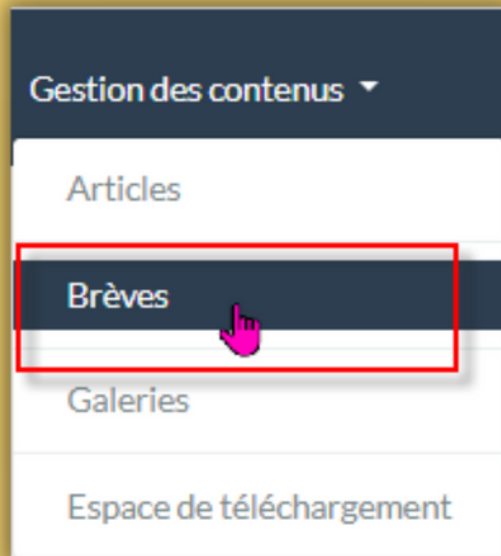 Gestion des contenus
Articles
Brèves
Galeries
Espace de téléchargement